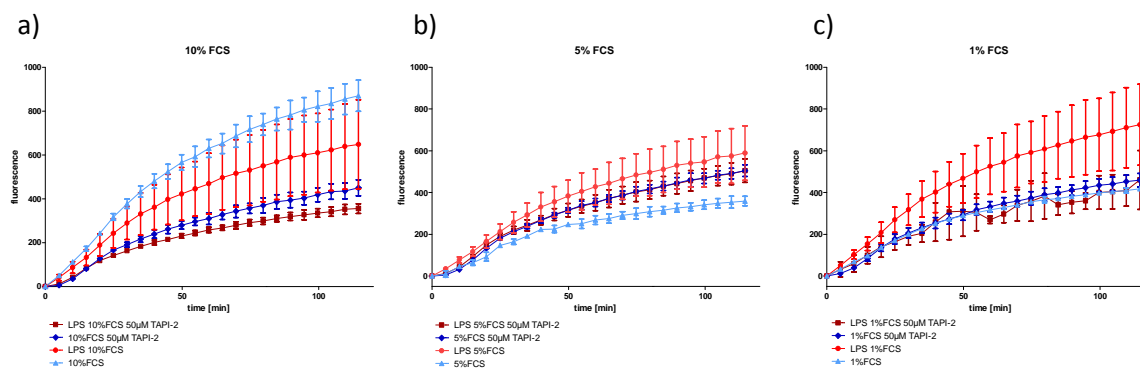 a)
10% FCS
fluorescence
1000
800
600
400
200
0
0
50
100
time [min]
LPS 10%FCS 50µM TAPI-2
10%FCS 50µM TAPI-2
LPS 10%FCS
10%FCS
b)
5% FCS
fluorescence
1000
800
600
400
200
0
0
50
100
time [min]
LPS 5%FCS 50µM TAPI-2
5%FCS 50µM TAPI-2
LPS 5%FCS
5%FCS
c)
1% FCS
fluorescence
1000
800
600
400
200
0
0
50
100
time [min]
LPS 1%FCS 50µM TAPI-2
1%FCS 50µM TAPI-2
LPS 1%FCS
1%FCS